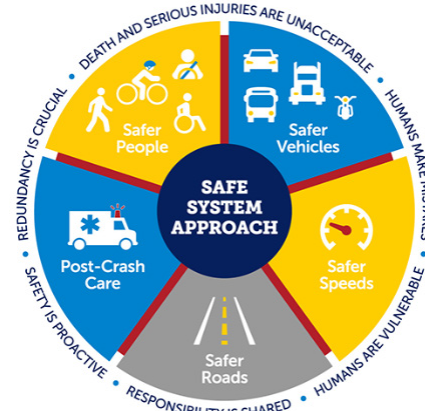 DEATH AND SERIOUS INJURIES ARE UNACCEPTABLE
HUMANS MAKE MISTAKES
HUMANS ARE VULNERABLE
RESPONSIBILITY IS SHARED
SAFETY IS PROACTIVE
REDUNDANCY IS CRUCIAL
Safer
People
Safer
Vehicles
SAFE
SYSTEM
APPROACH
Post-Crash
Care
Safer
Speeds
Safer
Roads